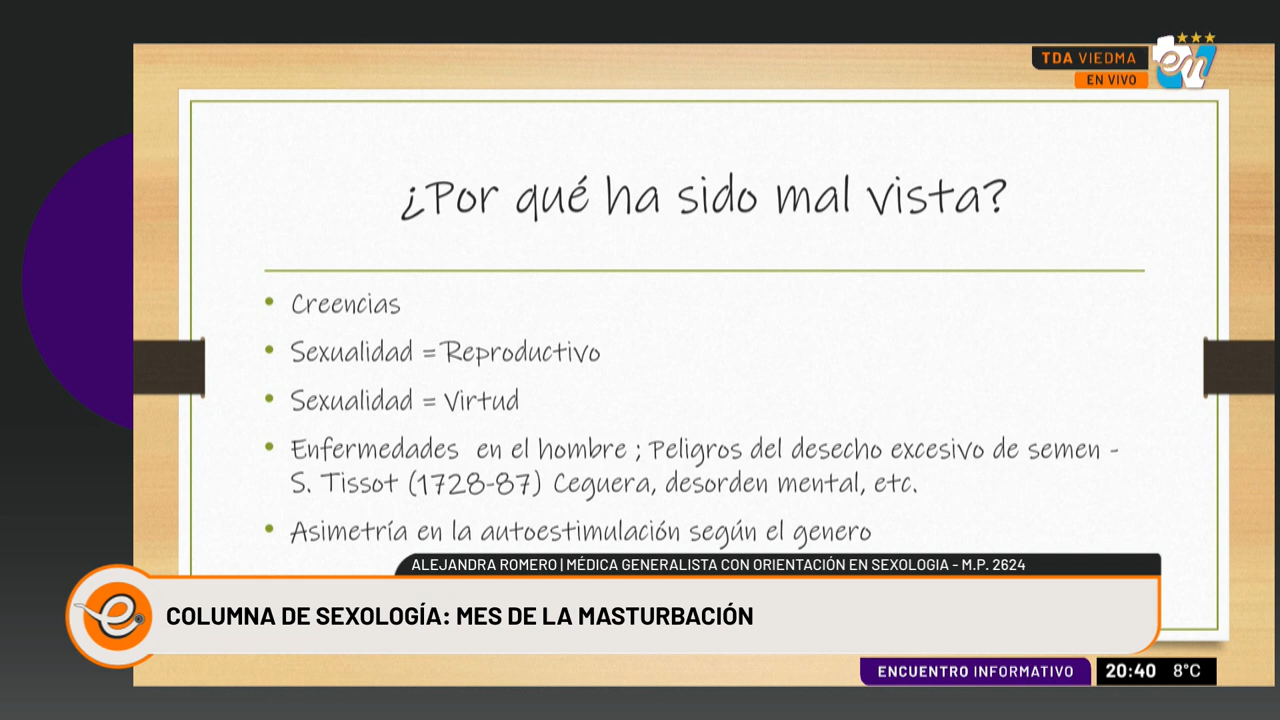 TDA VIEDMA
EN VIVO
¿Por qué ha sido mal vista?
• Creencias
• Sexualidad = Reproductivo
• Sexualidad = Virtud
• Enfermedades en el hombre ; Peligros del desecho excesivo de semen -
S. Tissot (1728-87) Ceguera, desorden mental, etc.
• Asimetría en la autoestimulación según el genero
ALEJANDRA ROMERO | MÉDICA GENERALISTA CON ORIENTACIÓN EN SEXOLOGIA - M.P. 2624
COLUMNA DE SEXOLOGÍA: MES DE LA MASTURBACIÓN
ENCUENTRO INFORMATIVO
20:40 8°C